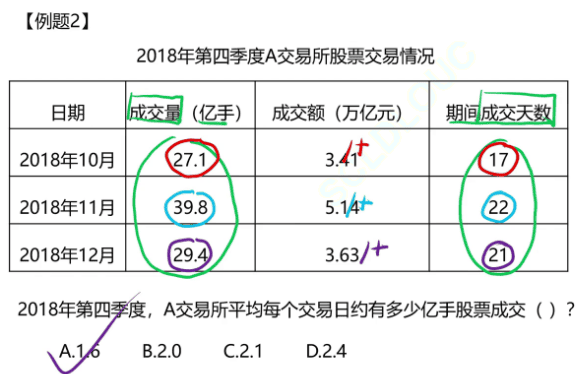 【例题2】
2018年第四季度A交易所股票交易情况
日期 成交量（亿手） 成交额（万亿元） 期间成交天数
2018年10月 27.1 3.41 17
2018年11月 39.8 5.14 22
2018年12月 29.4 3.63 21
2018年第四季度，A交易所平均每个交易日约有多少亿手股票成交（ ）？
A.1.6 B.2.0 C.2.1 D.2.4